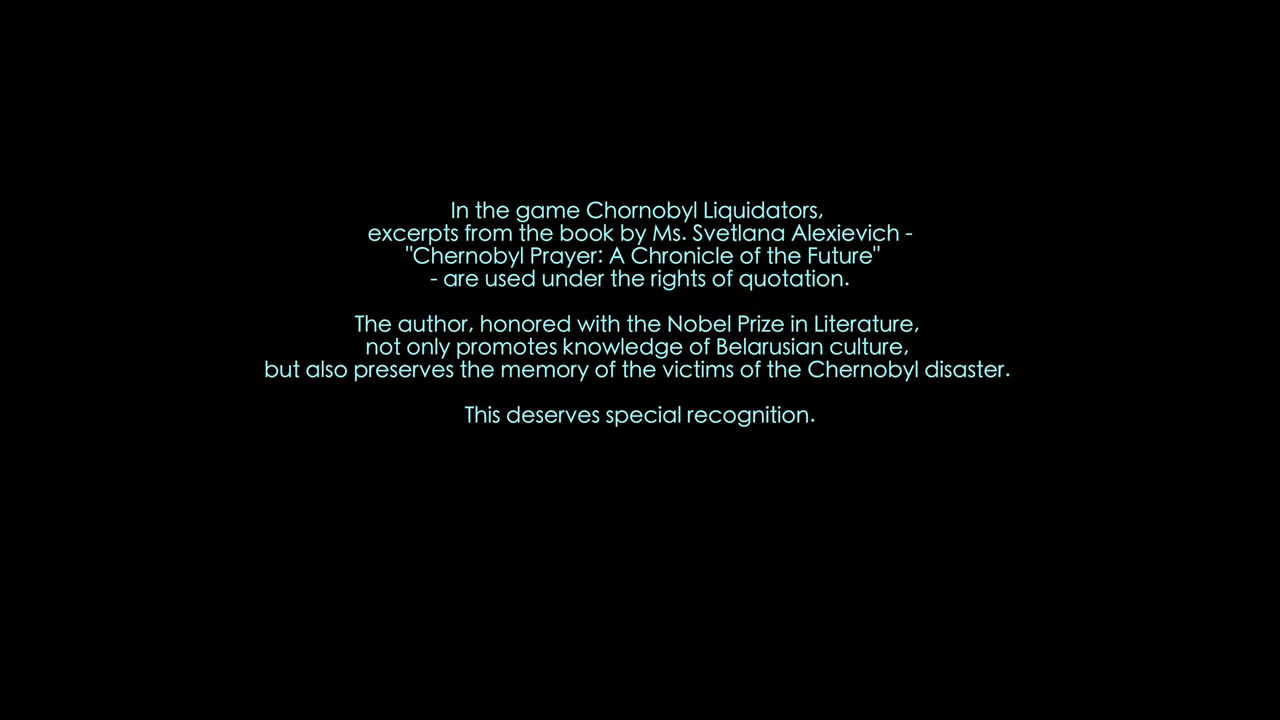 In the game Chornobyl Liquidators,
excerpts from the book by Ms. Svetlana Alexievich -
"Chernobyl Prayer: A Chronicle of the Future"
- are used under the rights of quotation.
The author, honored with the Nobel Prize in Literature,
not only promotes knowledge of Belarusian culture,
but also preserves the memory of the victims of the Chernobyl disaster.
This deserves special recognition.